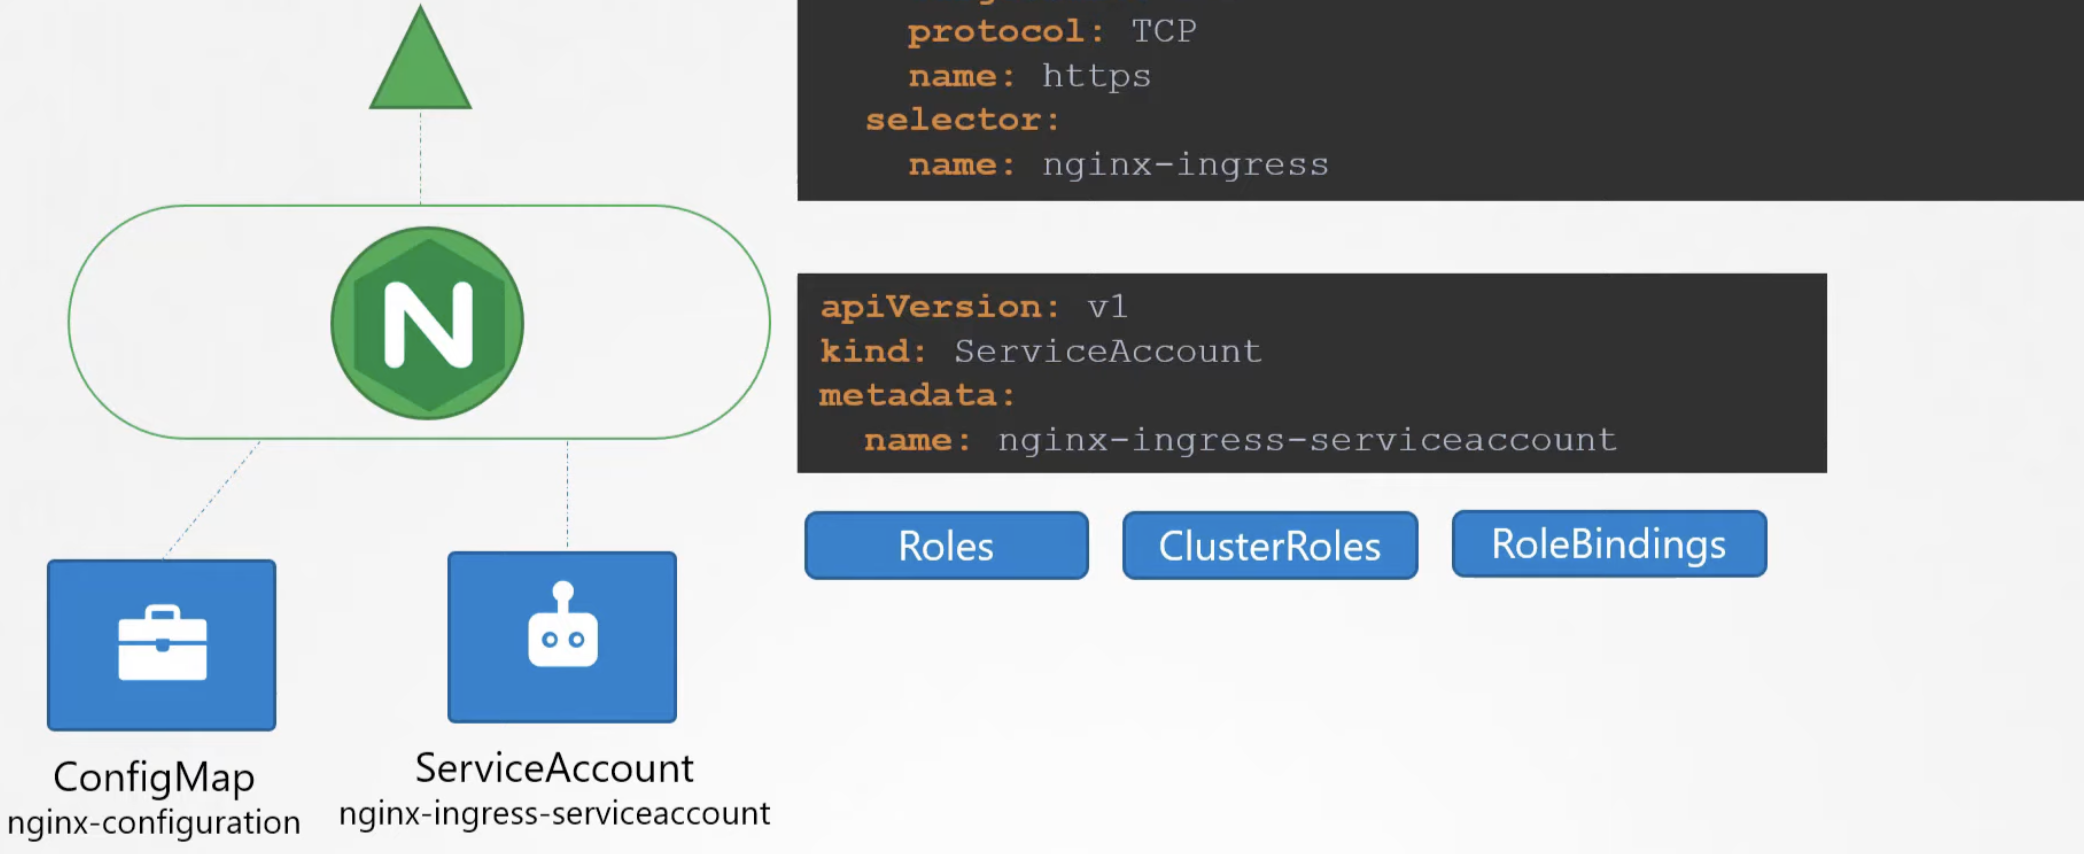 protocol: TCP
name: https
selector:
name: nginx-ingress
N
apiVersion: v1
kind: ServiceAccount
metadata:
name: nginx-ingress-serviceaccount
Roles
ClusterRoles
RoleBindings
ConfigMap
nginx-configuration
ServiceAccount
nginx-ingress-serviceaccount